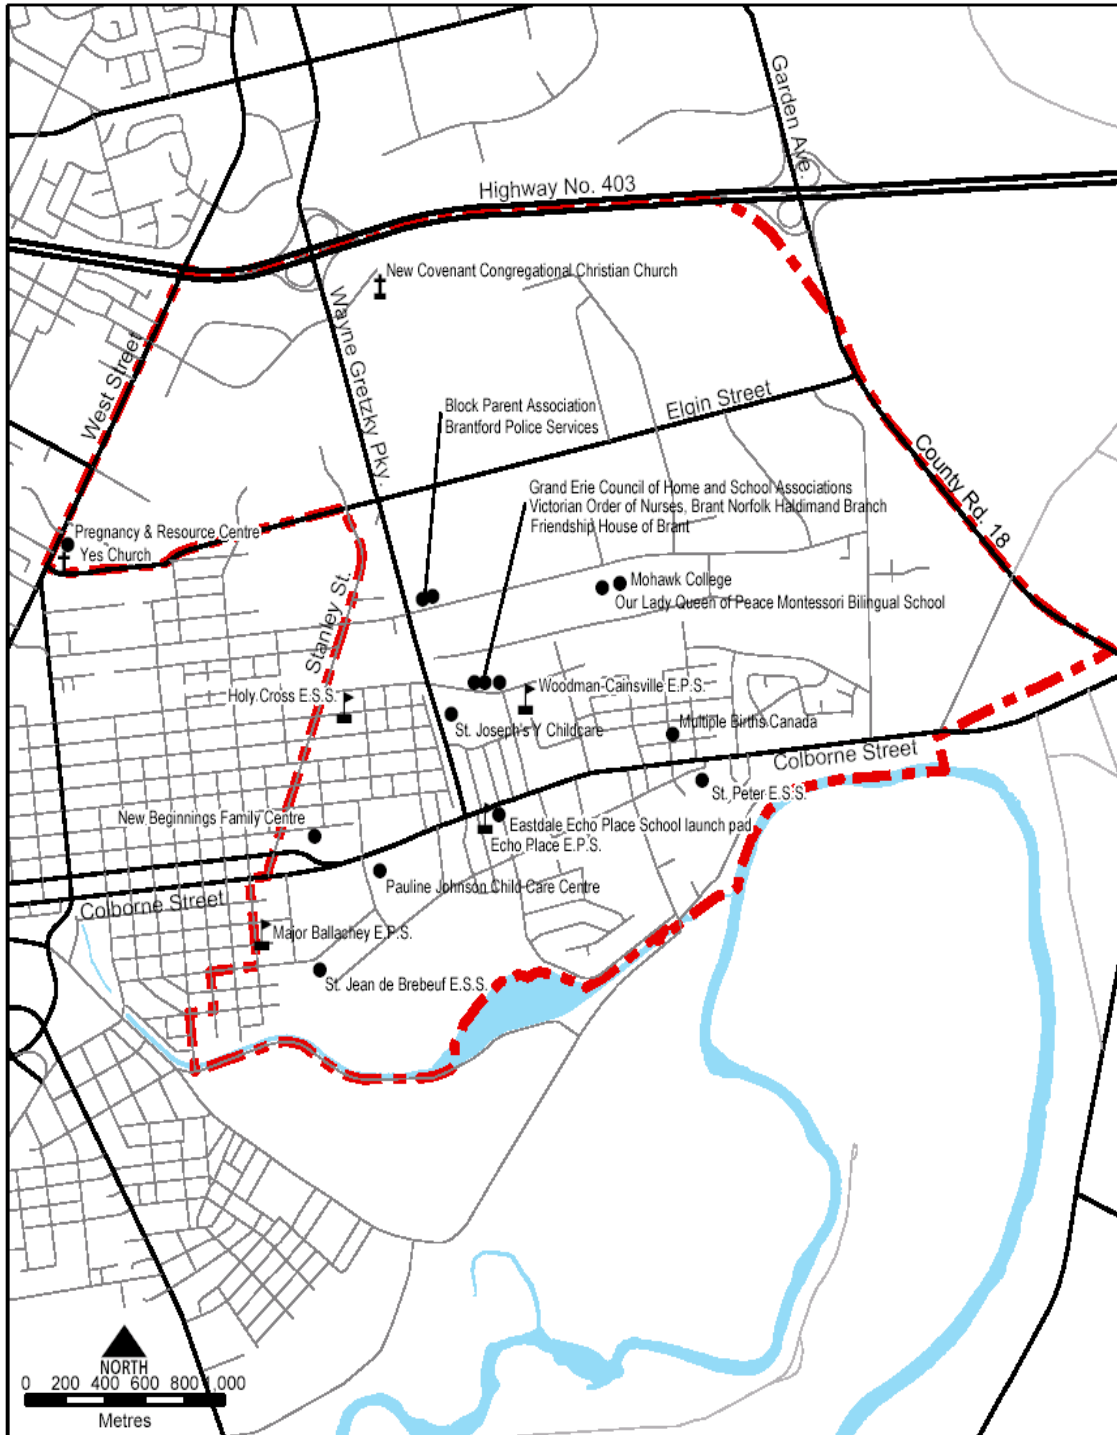 Garden Ave.
Highway No. 403
New Covenant Congregational Christian Church
Wayne Gretzky Pky.
West Street
Elgin Street
Block Parent Association
Brantford Police Services
County Rd. 18
Grand Erie Council of Home and School Associations
Victorian Order of Nurses, Brant Norfolk Haldimand Branch
Friendship House of Brant
Pregnancy & Resource Centre
Yes Church
Stanley St.
Mohawk College
Our Lady Queen of Peace Montessori Bilingual School
Holy Cross E.S.S.
Woodman-Cainsville E.P.S.
St. Joseph's Y Childcare
Multiple Births Canada
Colborne Street
St. Peter E.S.S.
New Beginnings Family Centre
Eastdale Echo Place School launch pad
Echo Place E.P.S.
Pauline Johnson Child Care Centre
Colborne Street
Major Ballachey E.P.S.
St. Jean de Brebeuf E.S.S.
NORTH
0 200 400 600 800 1,000
Metres